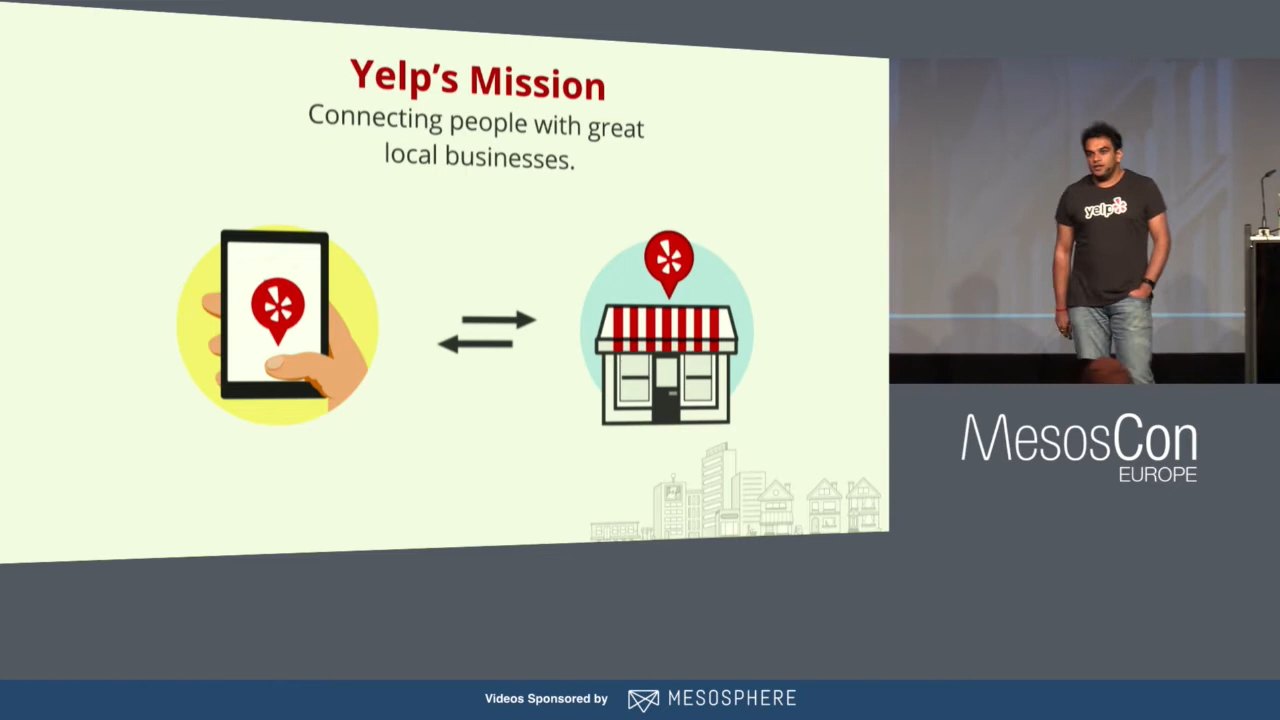 Yelp's Mission
Connecting people with great
local businesses.
yelp
MesosCon
EUROPE
Videos Sponsored by MESOSPHERE